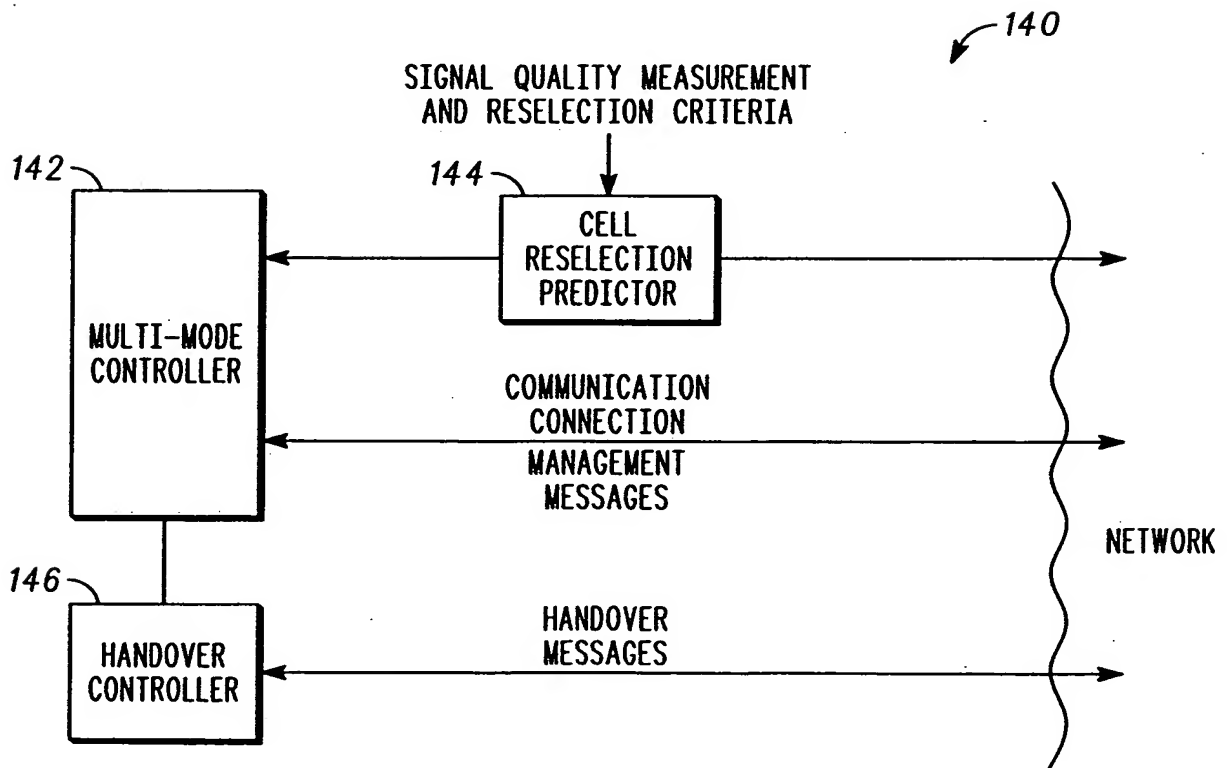 140
SIGNAL QUALITY MEASUREMENT
AND RESELECTION CRITERIA
142
144
CELL
RESELECTION
PREDICTOR
MULTI-MODE
CONTROLLER
COMMUNICATION
CONNECTION
MANAGEMENT
MESSAGES
NETWORK
146
HANDOVER
CONTROLLER
HANDOVER
MESSAGES